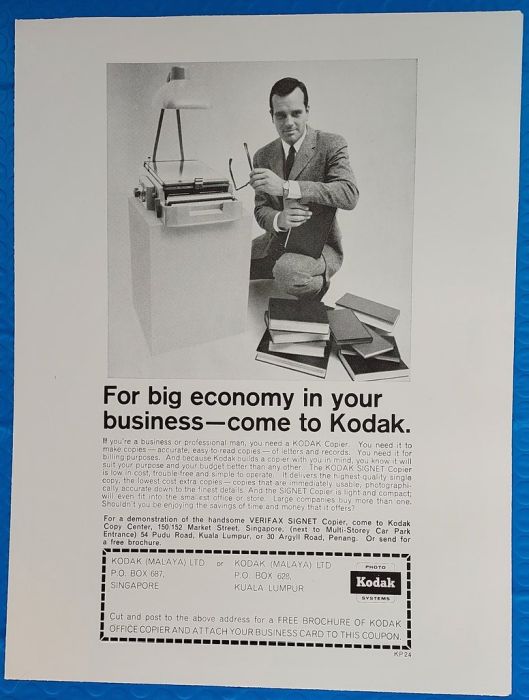 For big economy in your
business—come to Kodak.
If you're a business or professional man, you need a KODAK Copier. You need it to
make copies — accurate, easy to read copies — of letters and records. You need it for
billing purposes. And because Kodak builds a copier with you in mind, you know it will
suit your purpose and your budget better than any other. The KODAK SIGNET Copier
is low in cost, trouble-free and simple to operate. It delivers the highest quality single
copy, the lowest cost extra copies — copies that are immediately usable, photographi-
cally accurate down to the finest details. And the SIGNET Copier is light and compact;
will even fit into the smallest office or store. Large companies buy more than one.
Shouldn't you be enjoying the savings of time and money that it offers?
For a demonstration of the handsome VERIFAX SIGNET Copier, come to Kodak
Copy Center, 150/152 Market Street, Singapore, (next to Multi-Storey Car Park
Entrance) 54 Pudu Road, Kuala Lumpur, or 30 Argyll Road, Penang. Or send for
a free brochure.
KODAK (MALAYA) LTD or KODAK (MALAYA) LTD
P.O. BOX 687, P.O. BOX 628,
SINGAPORE KUALA LUMPUR
PHOTO
Kodak
SYSTEMS
Cut and post to the above address for a FREE BROCHURE OF KODAK
OFFICE COPIER AND ATTACH YOUR BUSINESS CARD TO THIS COUPON.
KP24